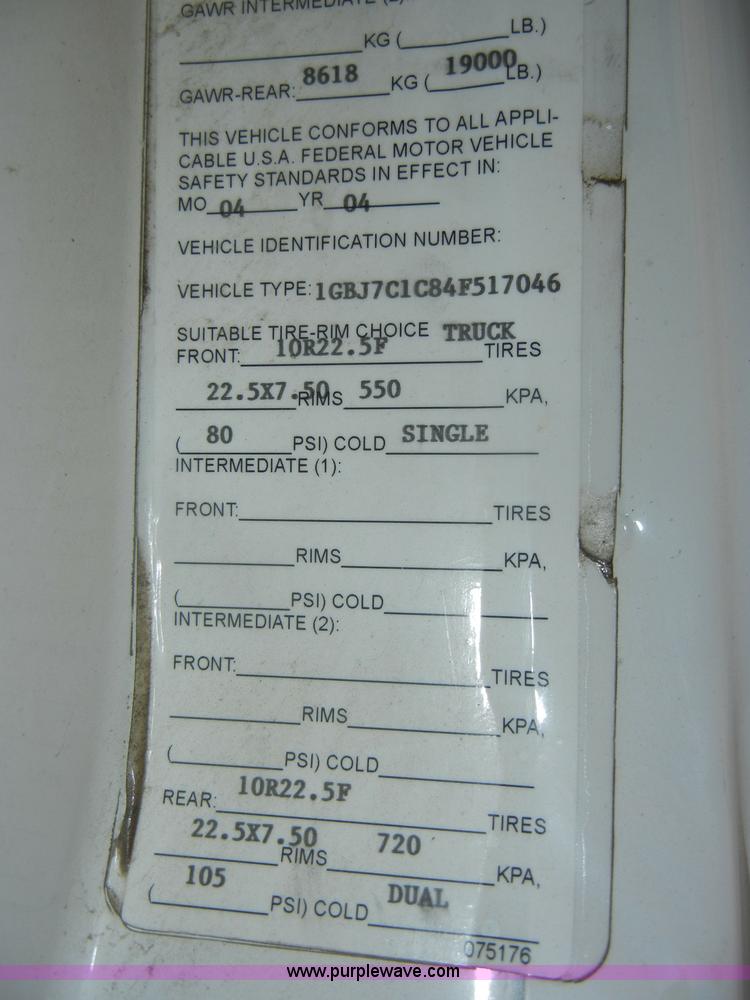 GAWR INTERMEDIATE (2):
KG ( LB.)
GAWR-REAR: 8618 KG ( 19000 LB.)
THIS VEHICLE CONFORMS TO ALL APPLI-
CABLE U.S.A. FEDERAL MOTOR VEHICLE
SAFETY STANDARDS IN EFFECT IN:
MO 04 YR 04
VEHICLE IDENTIFICATION NUMBER:
VEHICLE TYPE: 1GBJ7C1C84F517046
SUITABLE TIRE-RIM CHOICE TRUCK
FRONT: 10R22.5F TIRES
22.5X7.50 RIMS 550 KPA,
( 80 PSI) COLD SINGLE
INTERMEDIATE (1):
FRONT: TIRES
RIMS KPA,
( PSI) COLD
INTERMEDIATE (2):
FRONT: TIRES
RIMS KPA,
( PSI) COLD
REAR: 10R22.5F TIRES
22.5X7.50 RIMS 720 KPA,
( 105 PSI) COLD DUAL
075176
www.purplewave.com